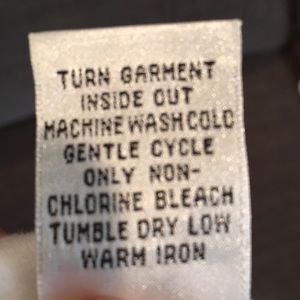 TURN GARMENT
INSIDE OUT
MACHINE WASH COLD
GENTLE CYCLE
ONLY NON-
CHLORINE BLEACH
TUMBLE DRY LOW
WARM IRON